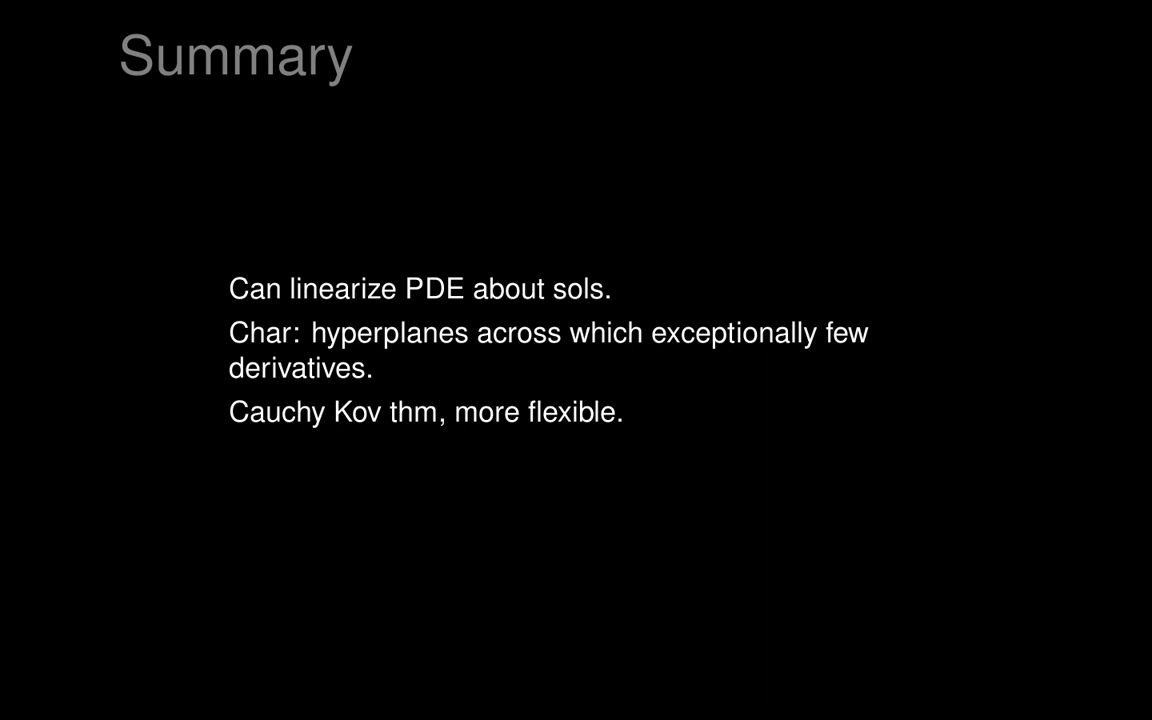 Summary
Can linearize PDE about sols.
Char: hyperplanes across which exceptionally few
derivatives.
Cauchy Kov thm, more flexible.